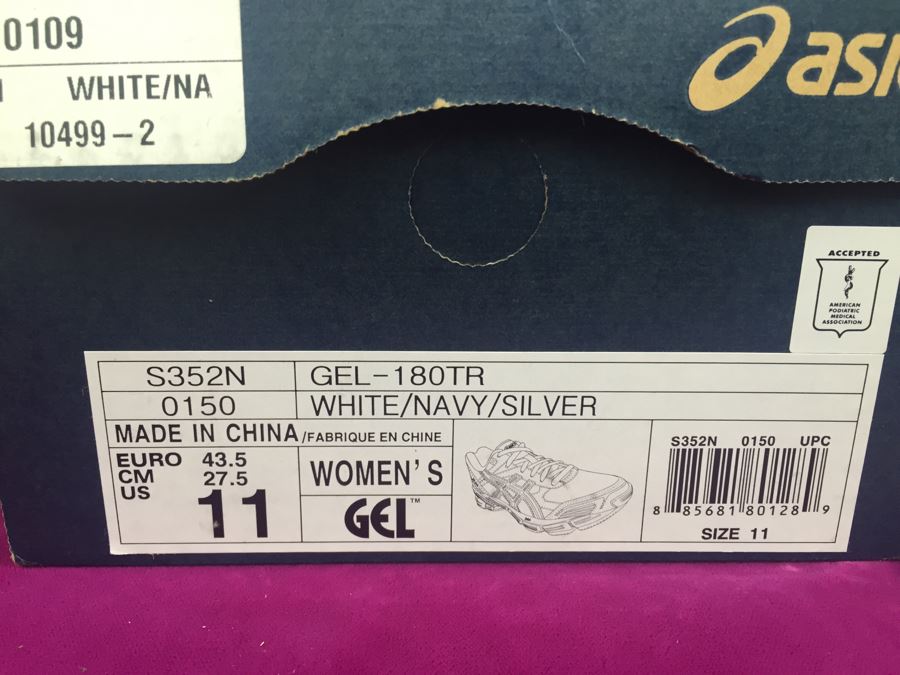 0109
WHITE/NA
10499-2
asi
ACCEPTED
AMERICAN
PODIATRIC
MEDICAL
ASSOCIATION
S352N GEL-180TR
0150 WHITE/NAVY/SILVER
MADE IN CHINA/FABRIQUE EN CHINE
EURO 43.5
CM 27.5
US 11
WOMEN'S
GEL™
S352N 0150 UPC
8 85681 80128 9
SIZE 11